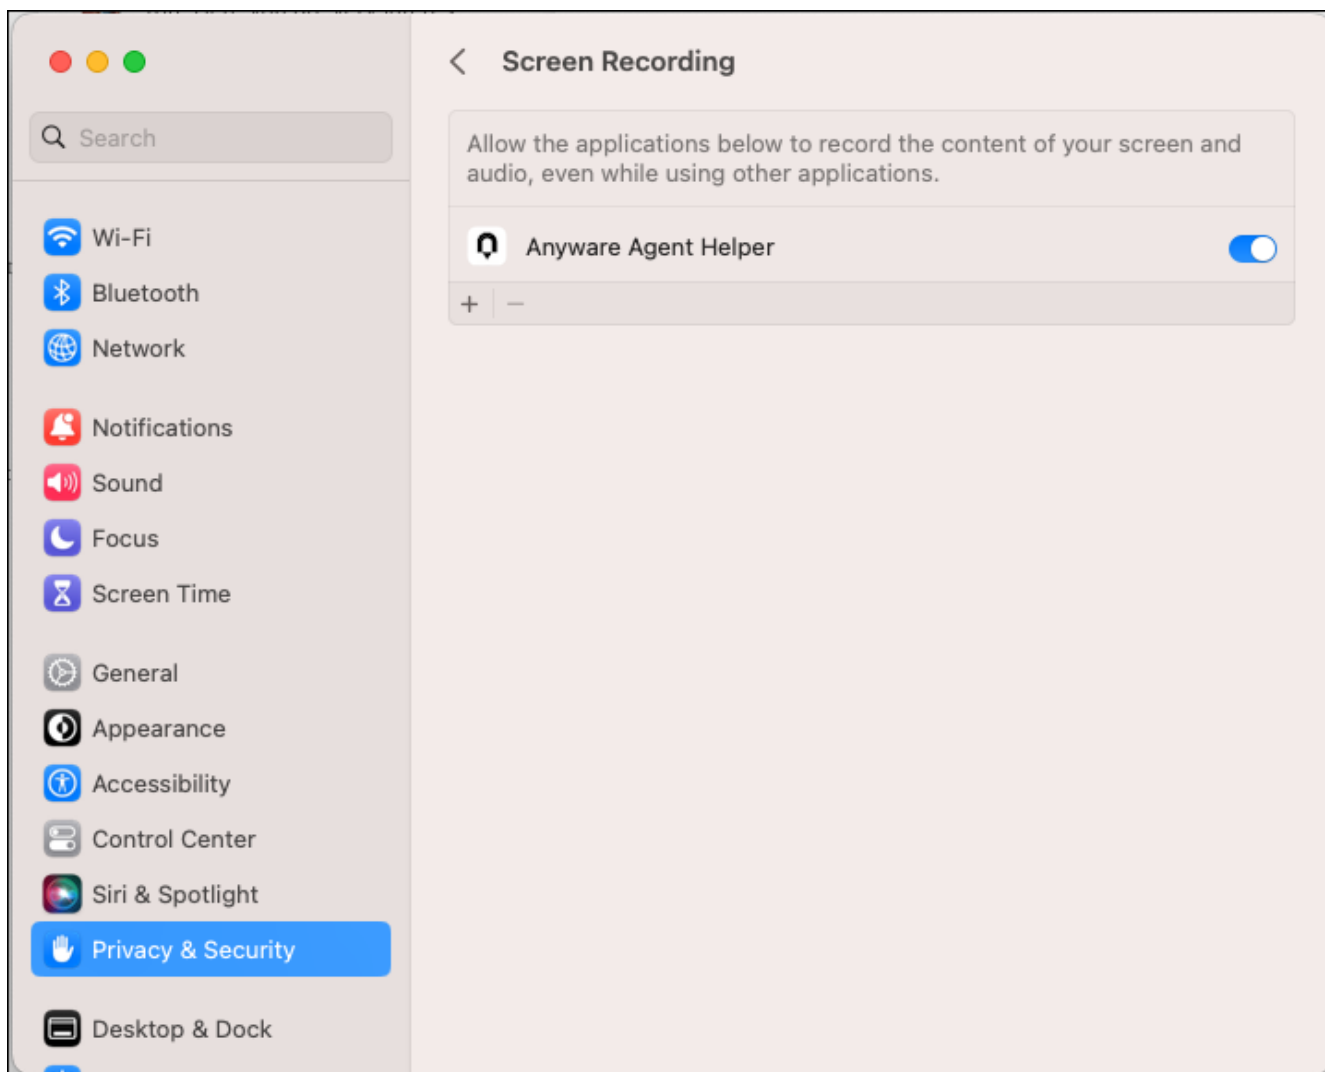 Screen Recording
Search
Allow the applications below to record the content of your screen and
audio, even while using other applications.
Anyware Agent Helper
Wi-Fi
Bluetooth
Network
Notifications
Sound
Focus
Screen Time
General
Appearance
Accessibility
Control Center
Siri & Spotlight
Privacy & Security
Desktop & Dock